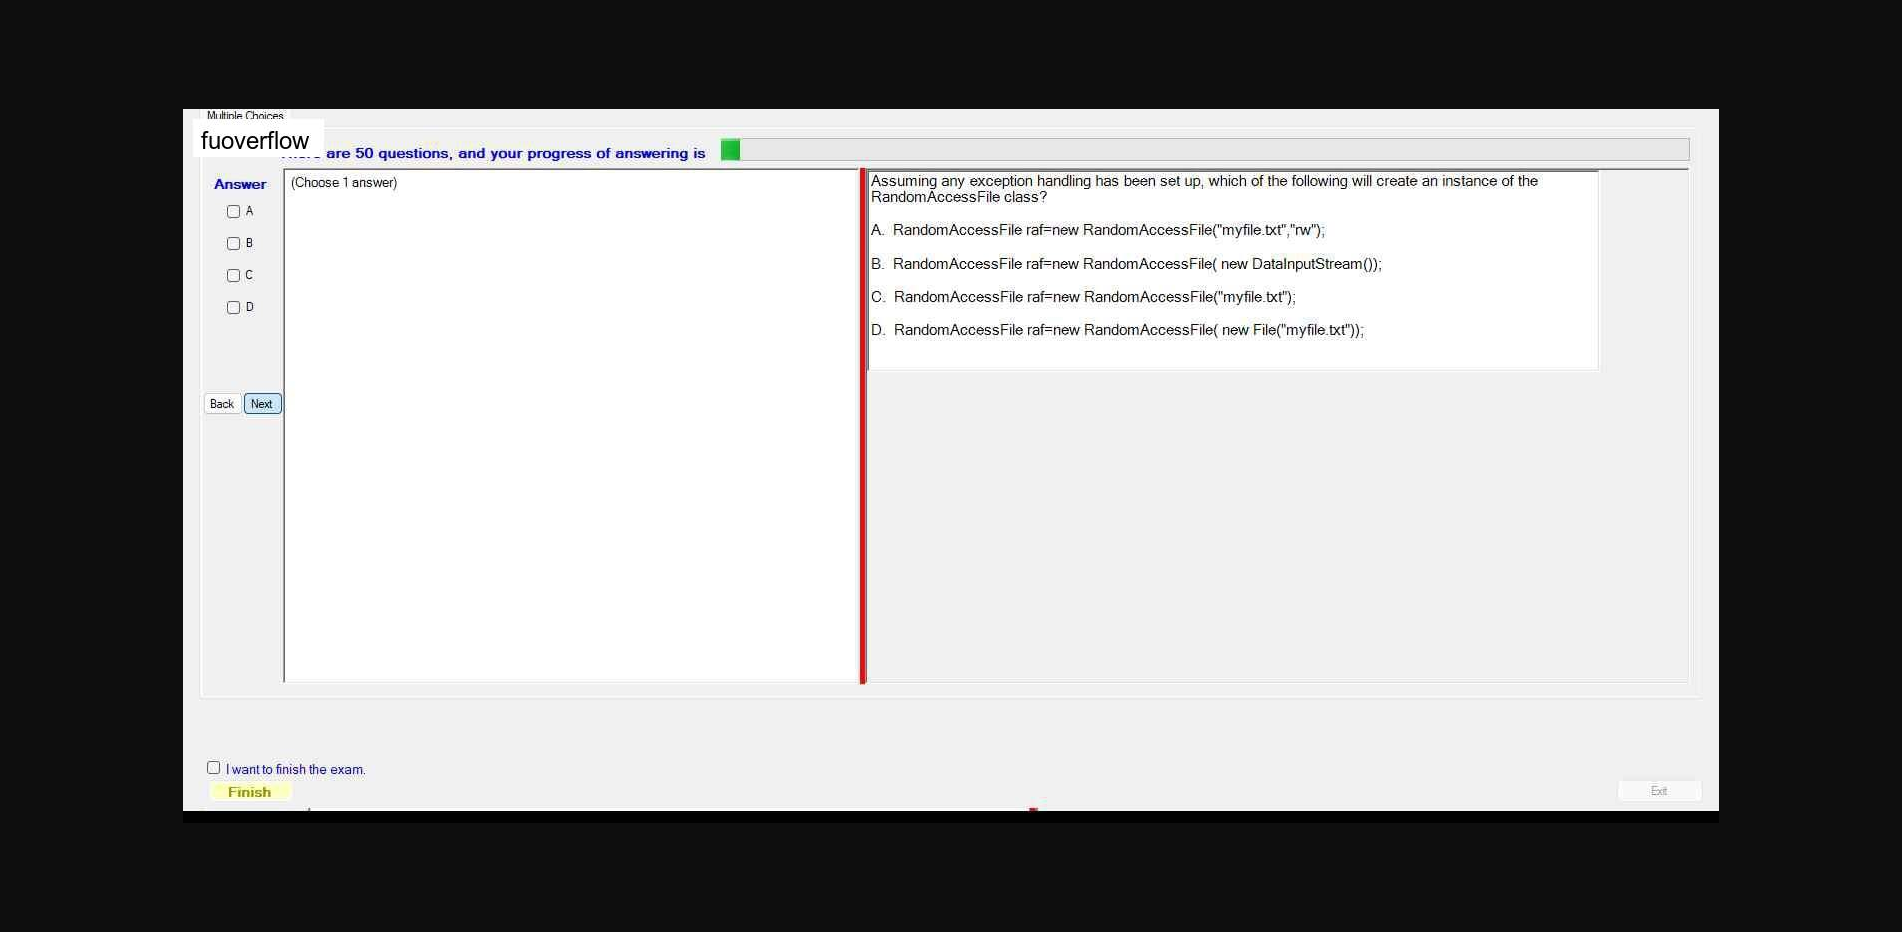 Multiple Choices
fuoverflow
are 50 questions, and your progress of answering is
Answer
(Choose 1 answer)
A
B
C
D
Back Next
Assuming any exception handling has been set up, which of the following will create an instance of the
RandomAccessFile class?
A. RandomAccessFile raf=new RandomAccessFile("myfile.txt","rw");
B. RandomAccessFile raf=new RandomAccessFile( new DataInputStream());
C. RandomAccessFile raf=new RandomAccessFile("myfile.txt");
D. RandomAccessFile raf=new RandomAccessFile( new File("myfile.txt"));
I want to finish the exam.
Finish
Exit